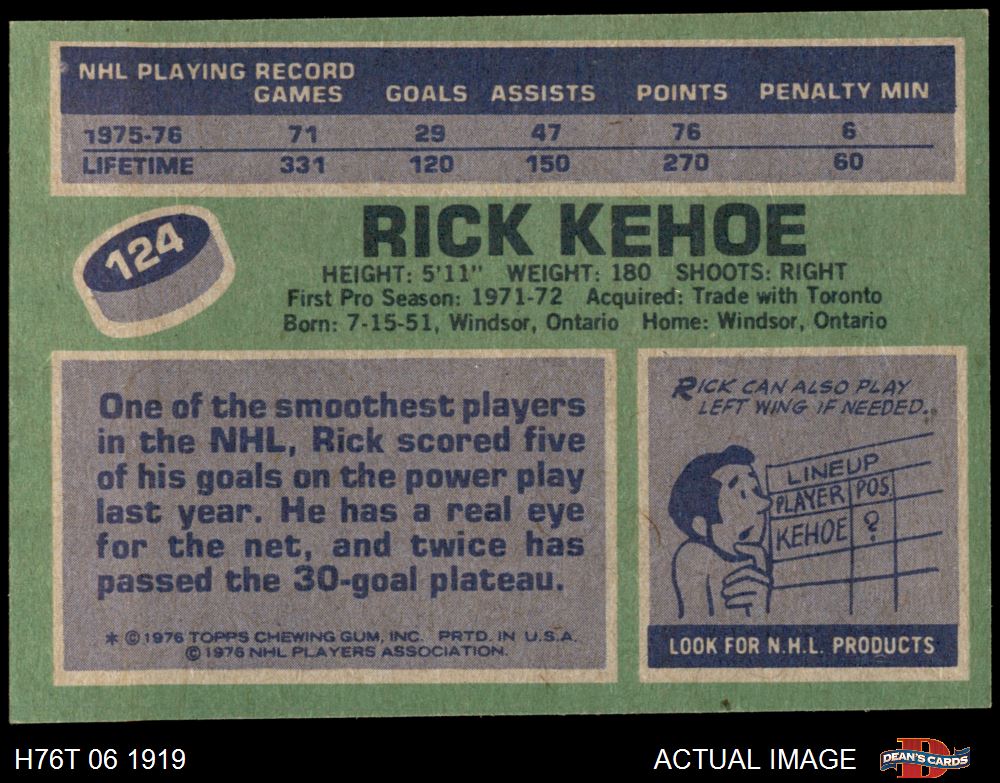 NHL PLAYING RECORD
GAMES GOALS ASSISTS POINTS PENALTY MIN
1975-76 71 29 47 76 6
LIFETIME 331 120 150 270 60
124
RICK KEHOE
HEIGHT: 5'11" WEIGHT: 180 SHOOTS: RIGHT
First Pro Season: 1971-72 Acquired: Trade with Toronto
Born: 7-15-51, Windsor, Ontario Home: Windsor, Ontario
One of the smoothest players
in the NHL, Rick scored five
of his goals on the power play
last year. He has a real eye
for the net, and twice has
passed the 30-goal plateau.
* © 1976 TOPPS CHEWING GUM, INC. PRTD. IN U.S.A.
© 1976 NHL PLAYERS ASSOCIATION.
RICK CAN ALSO PLAY
LEFT WING IF NEEDED..
LINEUP
PLAYER POS.
KEHOE ?
LOOK FOR N.H.L. PRODUCTS
H76T 06 1919
ACTUAL IMAGE
DEAN'S CARDS